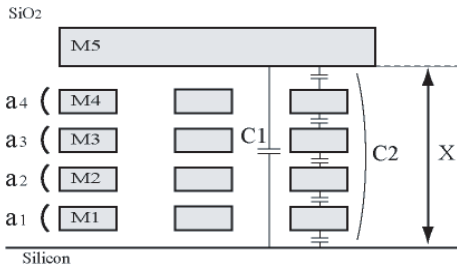 SiO2
M5
a4 ( M4
a3 ( M3
C1
C2
X
a2 ( M2
a1 ( M1
Silicon